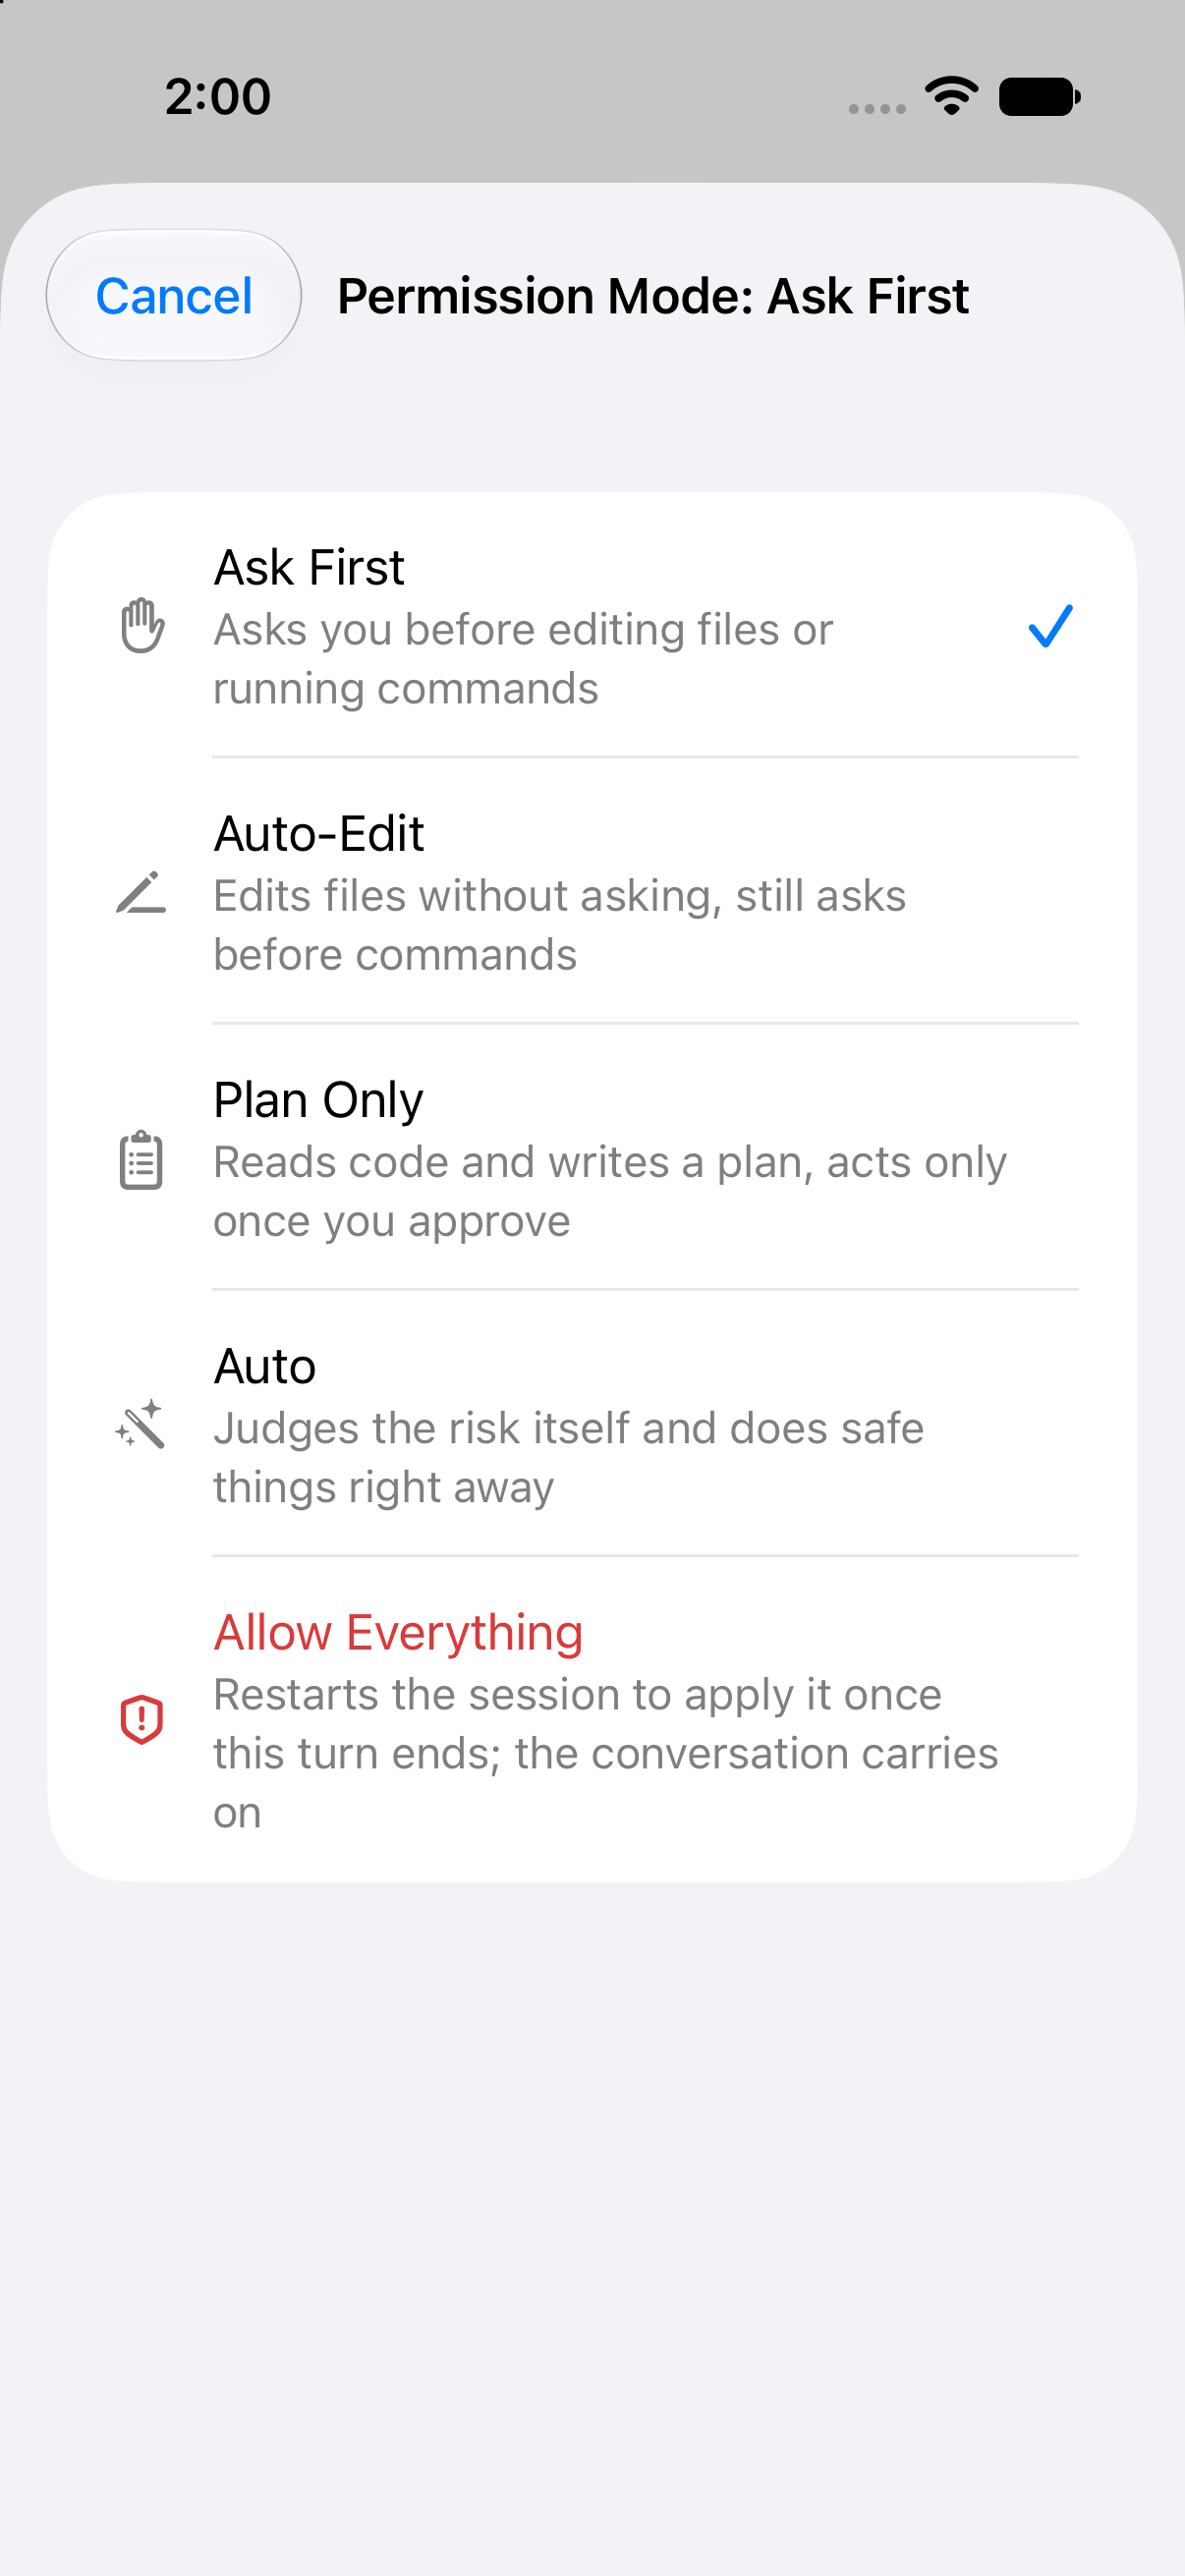 2:00
Cancel
Permission Mode: Ask First
Ask First
Asks you before editing files or
running commands
Auto-Edit
Edits files without asking, still asks
before commands
Plan Only
Reads code and writes a plan, acts only
once you approve
Auto
Judges the risk itself and does safe
things right away
Allow Everything
Restarts the session to apply it once
this turn ends; the conversation carries
on